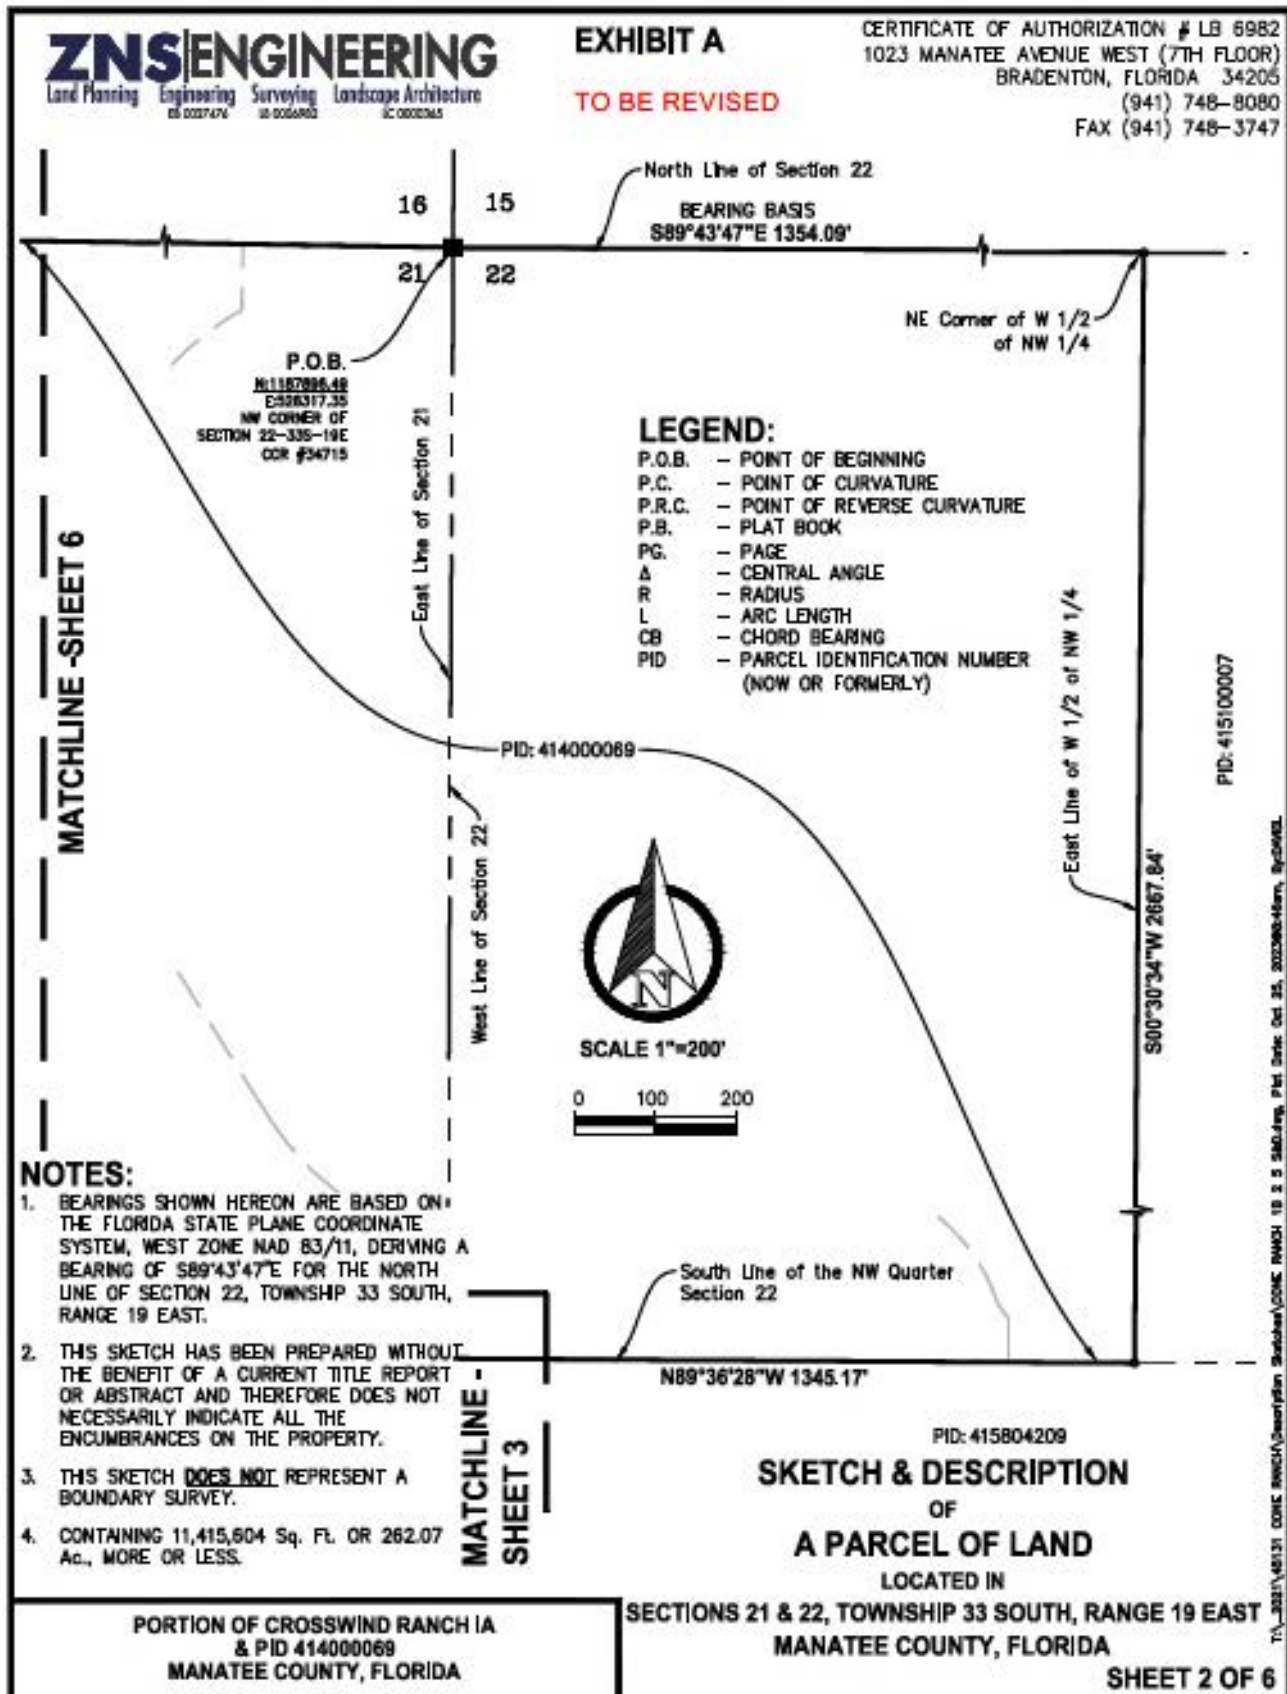 ZNS ENGINEERING
Land Planning Engineering Surveying Landscape Architecture
EB 0027476 LB 0006982 LC 0000365
EXHIBIT A
TO BE REVISED
CERTIFICATE OF AUTHORIZATION # LB 6982
1023 MANATEE AVENUE WEST (7TH FLOOR)
BRADENTON, FLORIDA 34205
(941) 748-8080
FAX (941) 748-3747
North Line of Section 22
16 15
BEARING BASIS
S89°43'47"E 1354.09'
21 22
NE Corner of W 1/2
of NW 1/4
P.O.B.
NW CORNER OF
SECTION 22-33S-19E
CCR #34715
East Line of Section 21
LEGEND:
P.O.B. – POINT OF BEGINNING
P.C. – POINT OF CURVATURE
P.R.C. – POINT OF REVERSE CURVATURE
P.B. – PLAT BOOK
PG. – PAGE
Δ – CENTRAL ANGLE
R – RADIUS
L – ARC LENGTH
CB – CHORD BEARING
PID – PARCEL IDENTIFICATION NUMBER
(NOW OR FORMERLY)
MATCHLINE -SHEET 6
East Line of W 1/2 of NW 1/4
PID: 415100007
PID: 414000069
West Line of Section 22
S00°30'34"W 2667.84'
N
SCALE 1"=200'
0 100 200
NOTES:
1. BEARINGS SHOWN HEREON ARE BASED ON
THE FLORIDA STATE PLANE COORDINATE
SYSTEM, WEST ZONE NAD 83/11, DERIVING A
BEARING OF S89°43'47"E FOR THE NORTH
LINE OF SECTION 22, TOWNSHIP 33 SOUTH,
RANGE 19 EAST.
2. THIS SKETCH HAS BEEN PREPARED WITHOUT
THE BENEFIT OF A CURRENT TITLE REPORT
OR ABSTRACT AND THEREFORE DOES NOT
NECESSARILY INDICATE ALL THE
ENCUMBRANCES ON THE PROPERTY.
3. THIS SKETCH DOES NOT REPRESENT A
BOUNDARY SURVEY.
4. CONTAINING 11,415,604 Sq. Ft. OR 262.07
Ac., MORE OR LESS.
South Line of the NW Quarter
Section 22
N89°36'28"W 1345.17'
MATCHLINE -
SHEET 3
PID: 415804209
SKETCH & DESCRIPTION
OF
A PARCEL OF LAND
LOCATED IN
SECTIONS 21 & 22, TOWNSHIP 33 SOUTH, RANGE 19 EAST
MANATEE COUNTY, FLORIDA
SHEET 2 OF 6
PORTION OF CROSSWIND RANCH IA
& PID 414000069
MANATEE COUNTY, FLORIDA